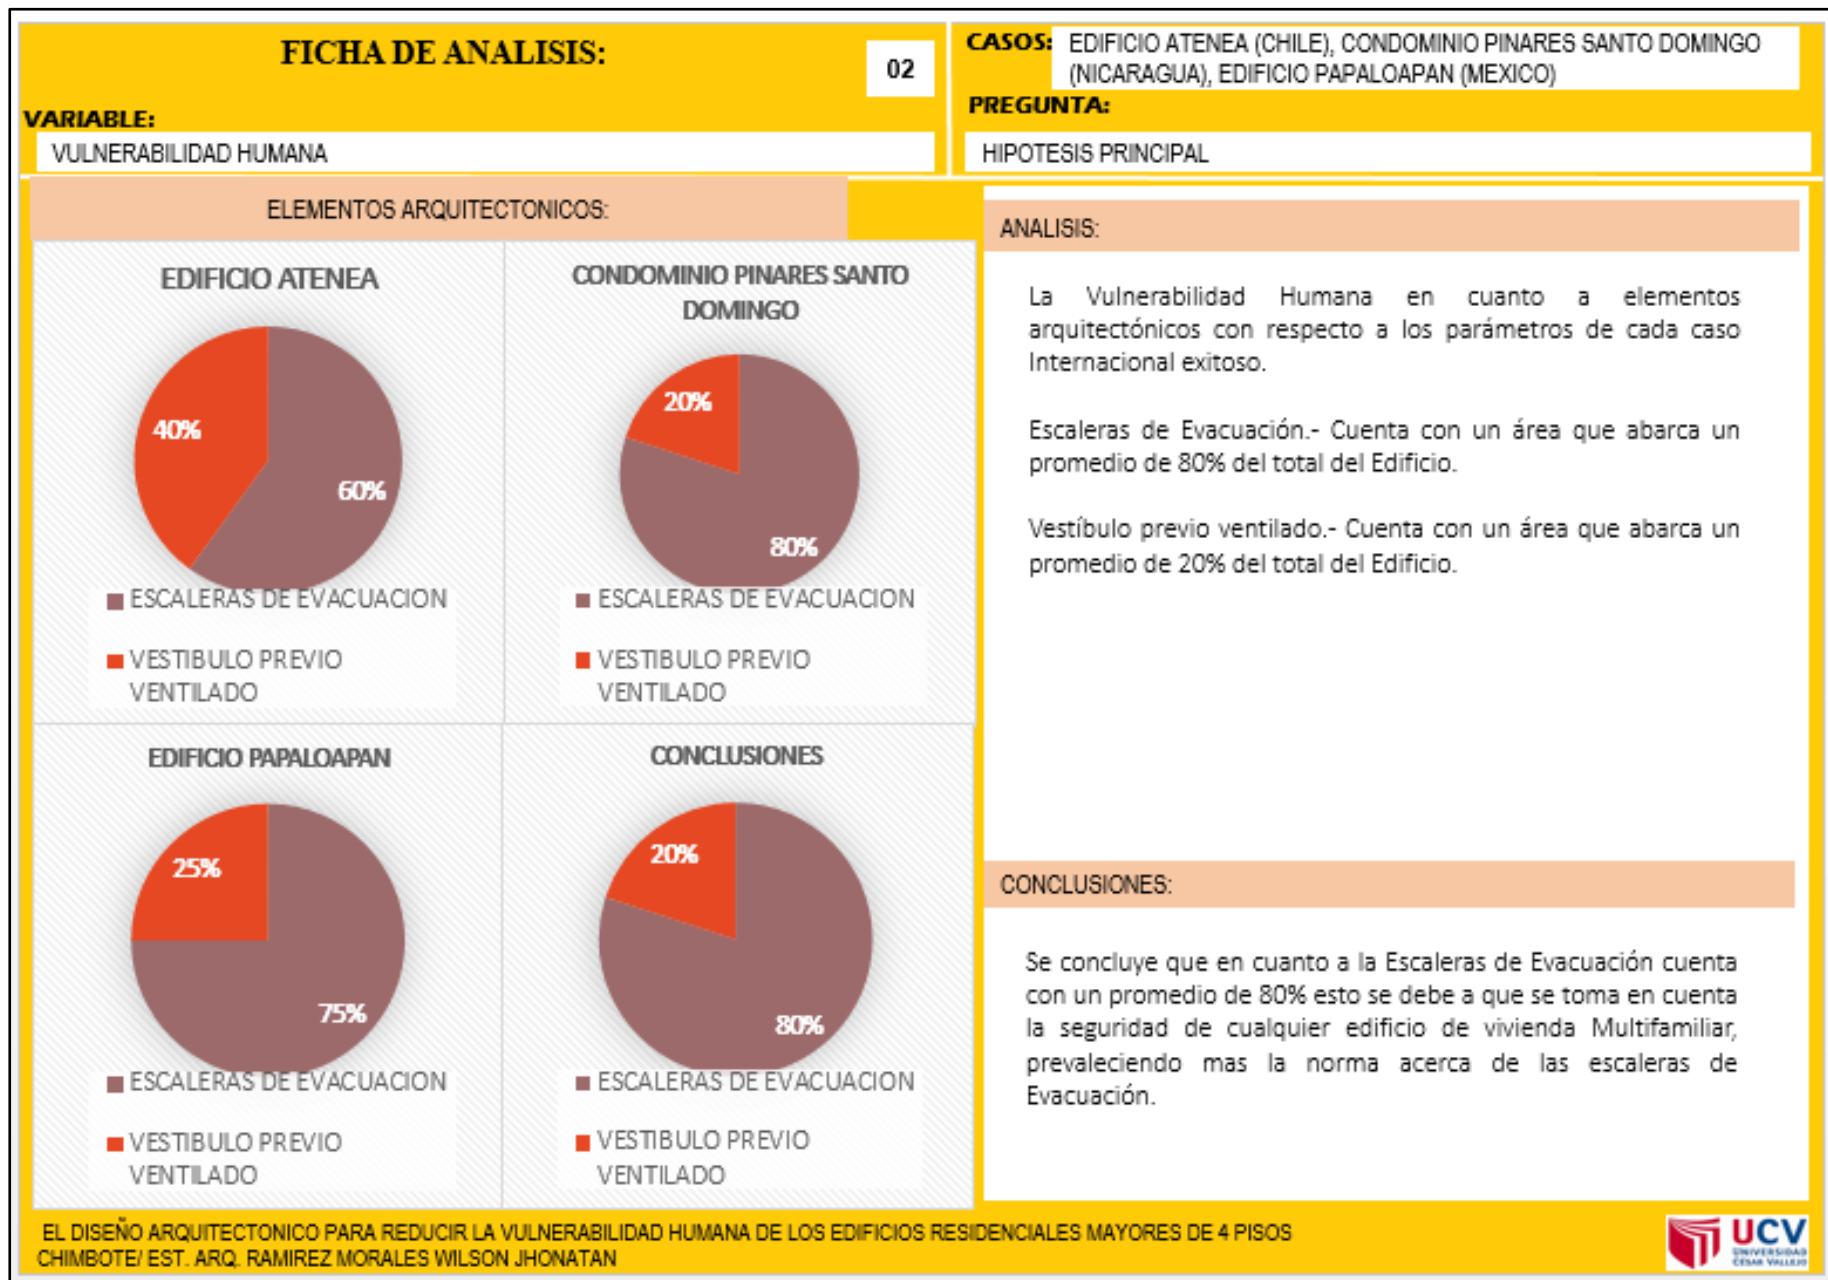 FICHA DE ANALISIS:
02
VARIABLE:
VULNERABILIDAD HUMANA
CASOS:
EDIFICIO ATENEA (CHILE), CONDOMINIO PINARES SANTO DOMINGO
(NICARAGUA), EDIFICIO PAPALOAPAN (MEXICO)
PREGUNTA:
HIPOTESIS PRINCIPAL
ELEMENTOS ARQUITECTONICOS:
EDIFICIO ATENEA
40%
60%
ESCALERAS DE EVACUACION
VESTIBULO PREVIO
VENTILADO
CONDOMINIO PINARES SANTO
DOMINGO
20%
80%
ESCALERAS DE EVACUACION
VESTIBULO PREVIO
VENTILADO
EDIFICIO PAPALOAPAN
25%
75%
ESCALERAS DE EVACUACION
VESTIBULO PREVIO
VENTILADO
CONCLUSIONES
20%
80%
ESCALERAS DE EVACUACION
VESTIBULO PREVIO
VENTILADO
ANALISIS:
La Vulnerabilidad Humana en cuanto a elementos
arquitectónicos con respecto a los parámetros de cada caso
Internacional exitoso.
Escaleras de Evacuación.- Cuenta con un área que abarca un
promedio de 80% del total del Edificio.
Vestíbulo previo ventilado.- Cuenta con un área que abarca un
promedio de 20% del total del Edificio.
CONCLUSIONES:
Se concluye que en cuanto a la Escaleras de Evacuación cuenta
con un promedio de 80% esto se debe a que se toma en cuenta
la seguridad de cualquier edificio de vivienda Multifamiliar,
prevaleciendo mas la norma acerca de las escaleras de
Evacuación.
EL DISEÑO ARQUITECTONICO PARA REDUCIR LA VULNERABILIDAD HUMANA DE LOS EDIFICIOS RESIDENCIALES MAYORES DE 4 PISOS
CHIMBOTE/ EST. ARQ. RAMIREZ MORALES WILSON JHONATAN
UCV
UNIVERSIDAD
CÉSAR VALLEJO